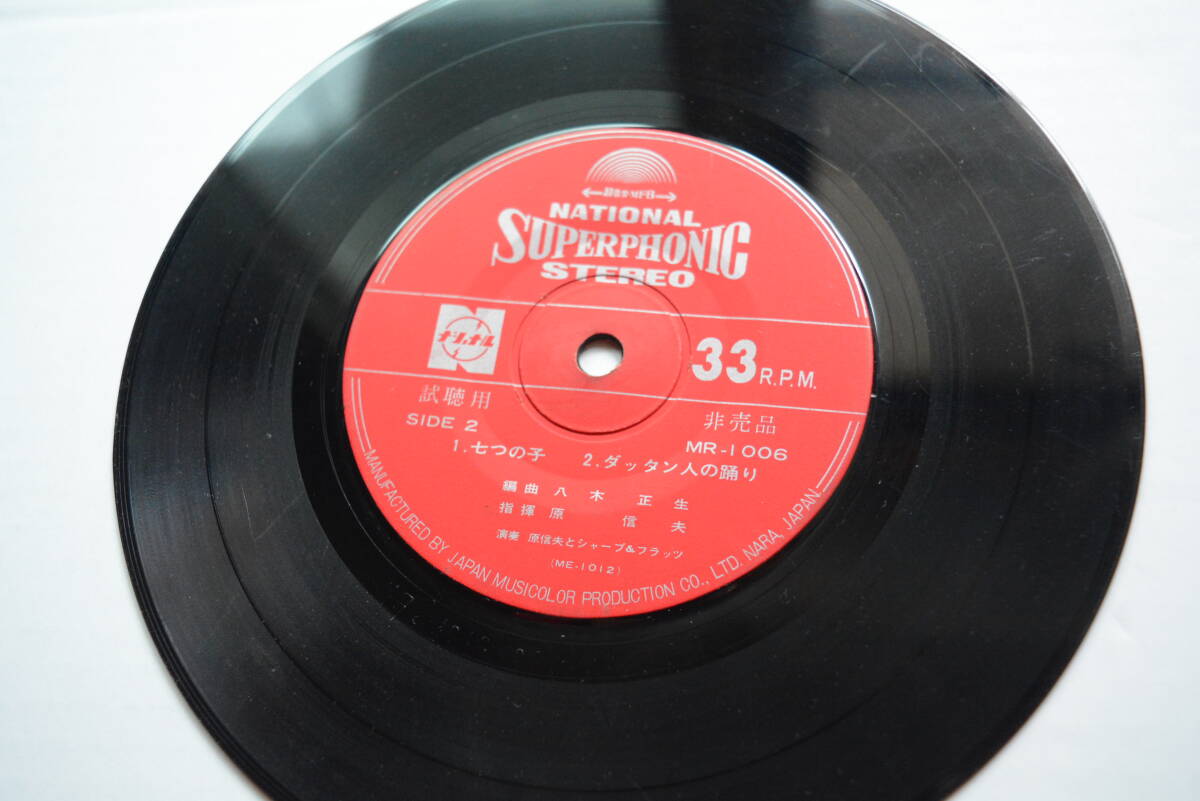 NATIONAL
SUPERPHONIC
STEREO
ナショナル
33 R.P.M.
試聴用
非売品
SIDE 2
MR-1006
1. 七つの子 2. ダッタン人の踊り
編曲 八木 正生
指揮 原 信夫
演奏 原信夫とシャープ&フラッツ
(ME-1012)
MANUFACTURED BY JAPAN MUSICOLOR PRODUCTION CO., LTD. NARA, JAPAN